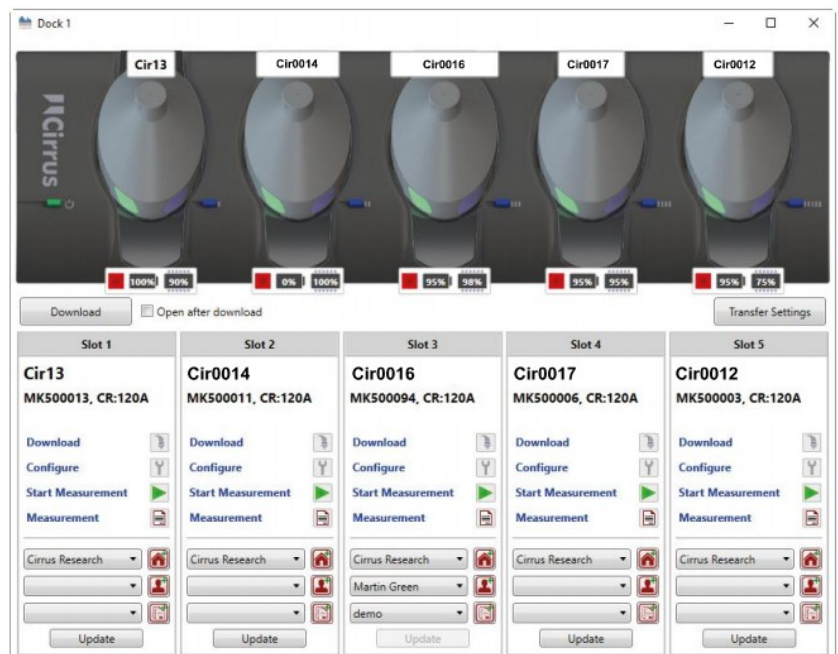 Dock 1
Cir13 Cir0014 Cir0016 Cir0017 Cir0012
Cirrus
100% 90% 0% 100% 95% 98% 95% 95% 95% 75%
Download Open after download Transfer Settings
Slot 1 Slot 2 Slot 3 Slot 4 Slot 5
Cir13 Cir0014 Cir0016 Cir0017 Cir0012
MK500013, CR:120A MK500011, CR:120A MK500094, CR:120A MK500006, CR:120A MK500003, CR:120A
Download Download Download Download Download
Configure Configure Configure Configure Configure
Start Measurement Start Measurement Start Measurement Start Measurement Start Measurement
Measurement Measurement Measurement Measurement Measurement
Cirrus Research Cirrus Research Cirrus Research Cirrus Research Cirrus Research
Martin Green
demo
Update Update Update Update Update